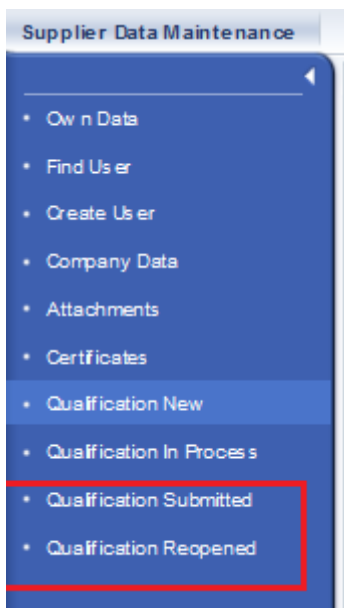 Supplier Data Maintenance
Own Data
Find User
Create User
Company Data
Attachments
Certificates
Qualification New
Qualification In Process
Qualification Submitted
Qualification Reopened